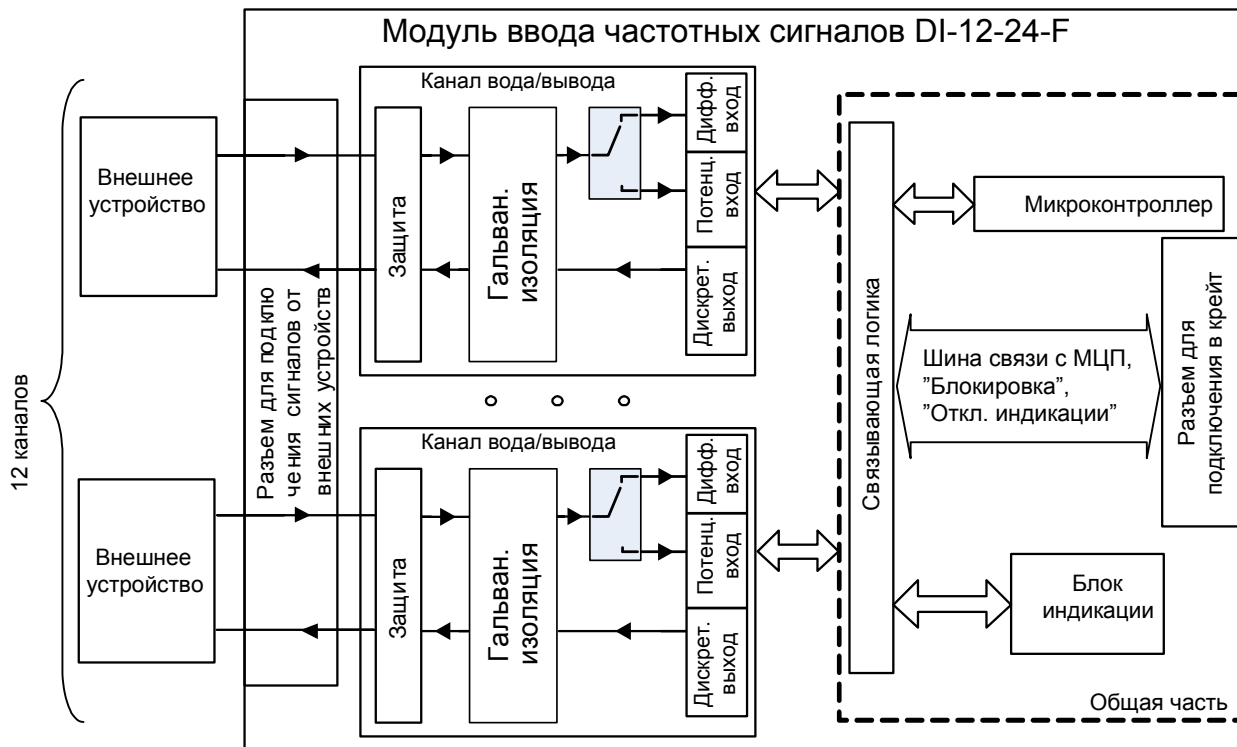 Модуль ввода частотных сигналов DI-12-24-F
12 каналов
Внешнее
устройство
Разъем для подклю
чения сигналов от
внешних устройств
Канал вода/вывода
Защита
Гальван.
изоляция
Дифф.
вход
Потенц.
вход
Дискрет.
выход
Канал вода/вывода
Внешнее
устройство
Защита
Гальван.
изоляция
Дифф.
вход
Потенц.
вход
Дискрет.
выход
Связывающая логика
Микроконтроллер
Шина связи с МЦП,
”Блокировка”,
”Откл. индикации”
Разъем для
подключения в крейт
Блок
индикации
Общая часть